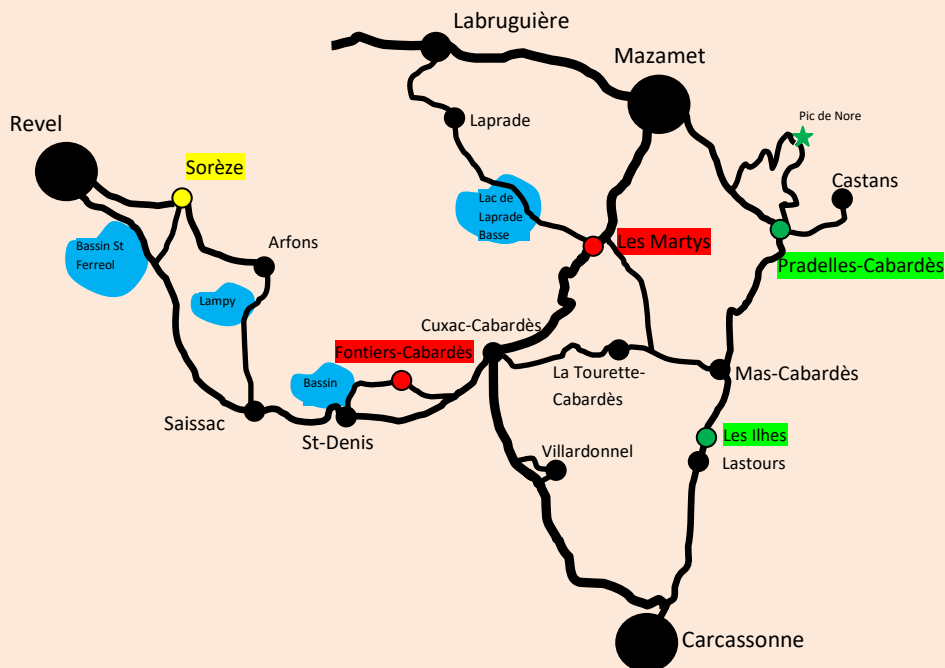 Labruguière
Mazamet
Revel
Laprade
Pic de Nore
Sorèze
Castans
Lac de
Laprade
Basse
Bassin St
Ferreol
Arfons
Les Martys
Pradelles-Cabardès
Lampy
Cuxac-Cabardès
Fontiers-Cabardès
Bassin
La Tourette-
Cabardès
Mas-Cabardès
Saissac
St-Denis
Villardonnel
Les Ilhes
Lastours
Carcassonne